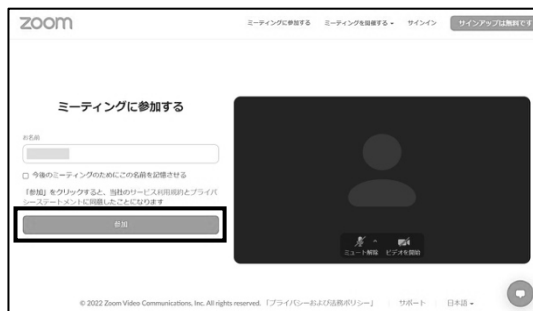 zoom
ミーティングに参加する ミーティングを開催する サインイン サインアップは無料です
ミーティングに参加する
お名前
今後のミーティングのためにこの名前を記憶させる
「参加」をクリックすると、当社のサービス利用規約とプライバ
シーステートメントに同意したことになります
参加
ミュート解除 ビデオを開始
© 2022 Zoom Video Communications, Inc. All rights reserved. 「プライバシーおよび法務ポリシー」 サポート 日本語